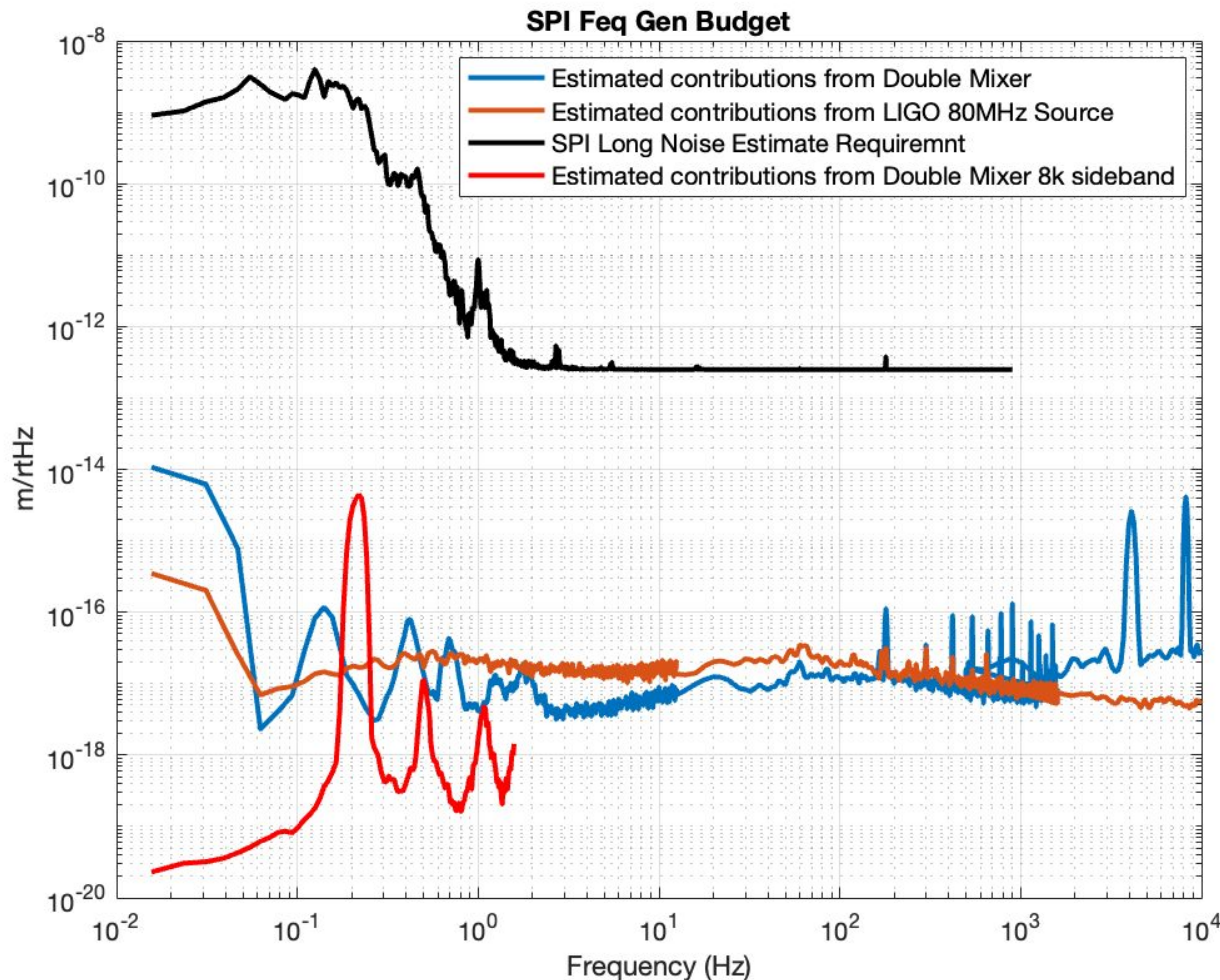 SPI Feq Gen Budget
Estimated contributions from Double Mixer
Estimated contributions from LIGO 80MHz Source
SPI Long Noise Estimate Requiremnt
Estimated contributions from Double Mixer 8k sideband
m/rtHz
10^-8
10^-10
10^-12
10^-14
10^-16
10^-18
10^-20
10^-2
10^-1
10^0
10^1
10^2
10^3
10^4
Frequency (Hz)